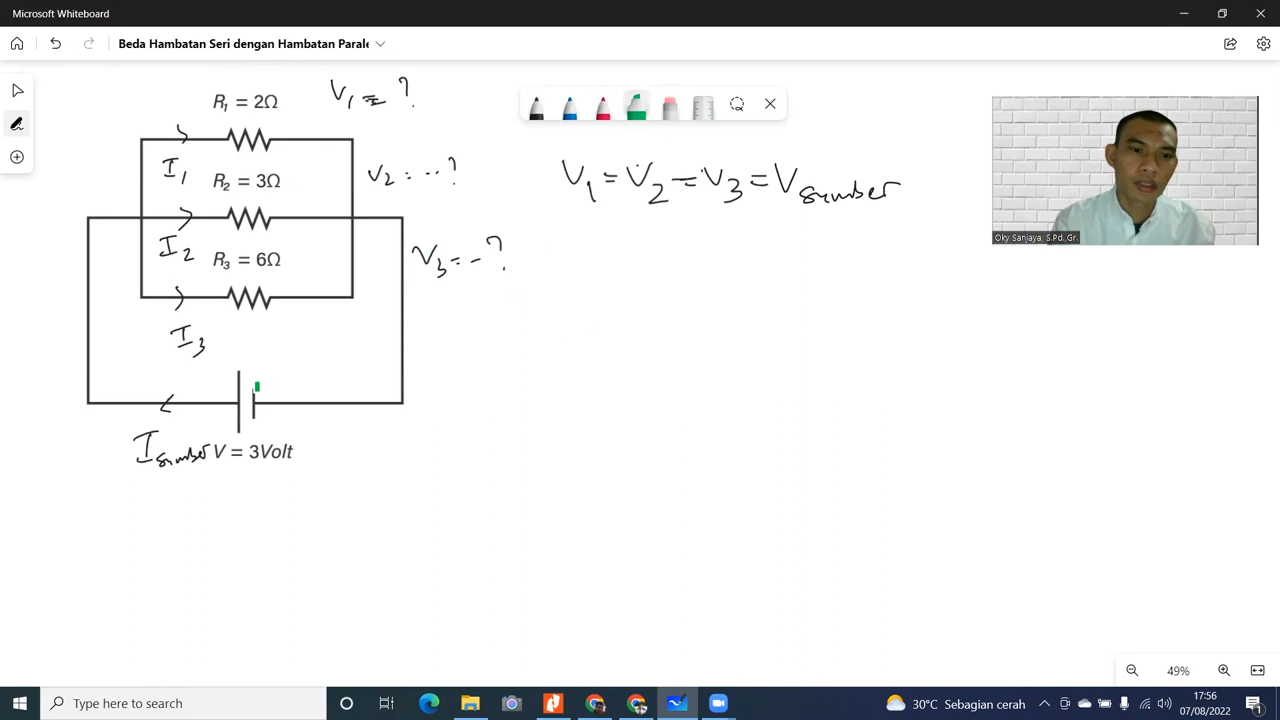 Microsoft Whiteboard
Beda Hambatan Seri dengan Hambatan Parale
R₁ = 2Ω
V₁ = ?
I₁
R₂ = 3Ω
V₂ = ... ?
V₁ = V₂ = V₃ = Vsumber
I₂
R₃ = 6Ω
V₃ = - ?
Oky Sanjaya, S.Pd,.Gr.
I₃
Isumber
V = 3Volt
49%
Type here to search
30°C Sebagian cerah
17:56
07/08/2022